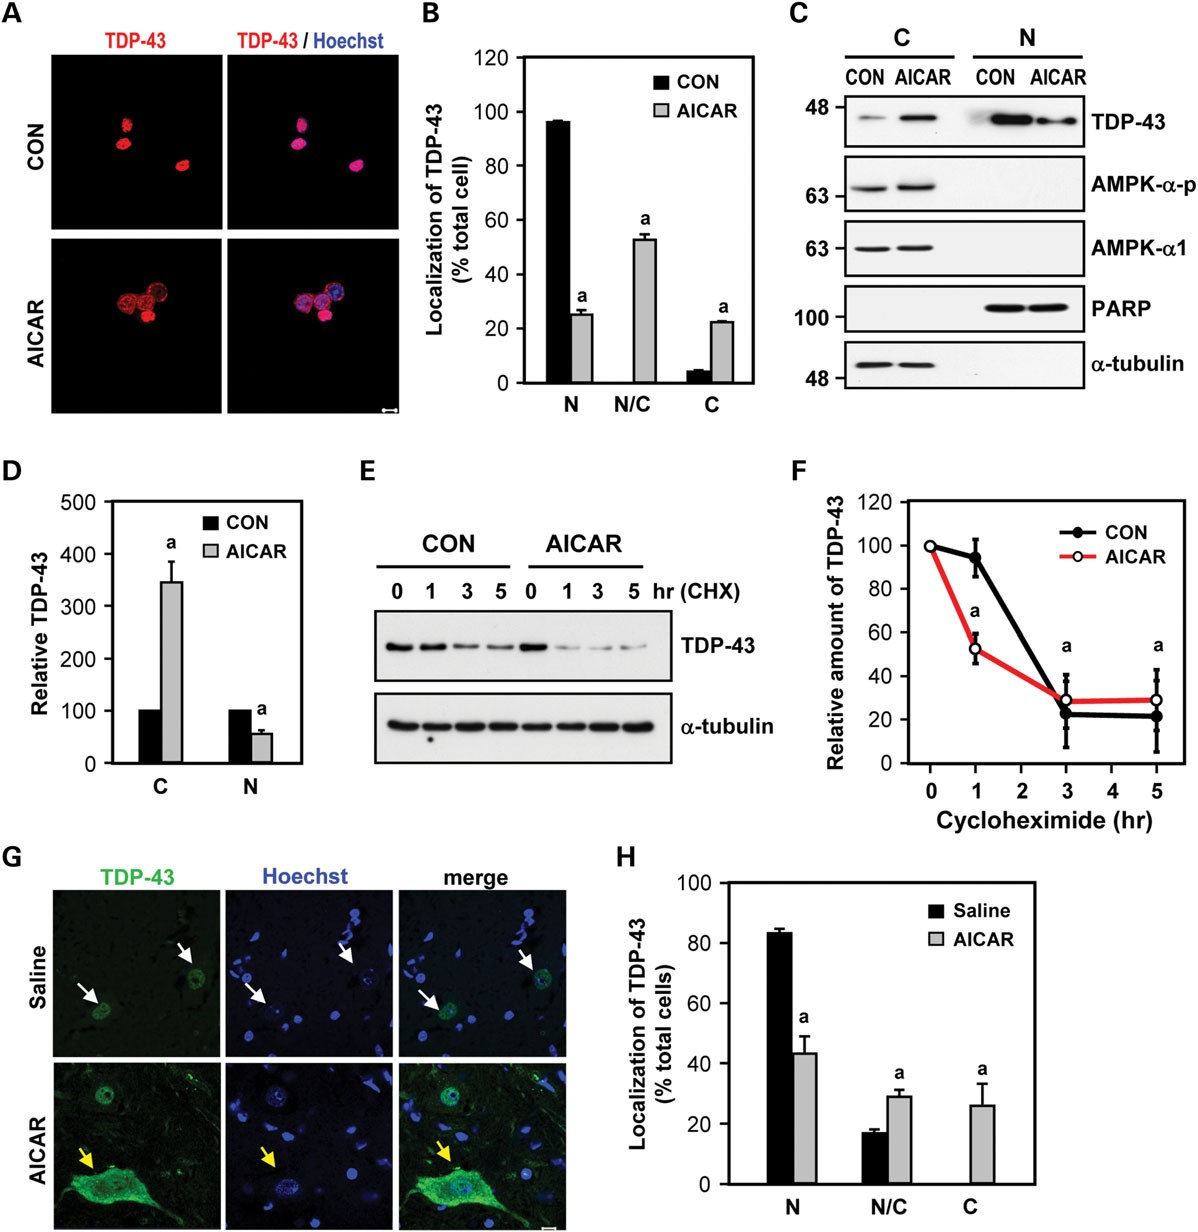 A
TDP-43
TDP-43 / Hoechst
CON
AICAR
B
Localization of TDP-43
(% total cell)
120
100
80
60
40
20
0
CON
AICAR
a
a
a
N
N/C
C
C
C
N
CON AICAR
CON AICAR
48
TDP-43
63
AMPK-α-p
63
AMPK-α1
100
PARP
48
α-tubulin
D
Relative TDP-43
500
400
300
200
100
0
CON
AICAR
a
a
C
N
E
CON
AICAR
0 1 3 5 0 1 3 5 hr (CHX)
TDP-43
α-tubulin
F
Relative amount of TDP-43
120
100
80
60
40
20
0
CON
AICAR
a
a
a
0 1 2 3 4 5
Cycloheximide (hr)
G
TDP-43
Hoechst
merge
Saline
AICAR
H
Localization of TDP-43
(% total cells)
100
80
60
40
20
0
Saline
AICAR
a
a
a
N
N/C
C